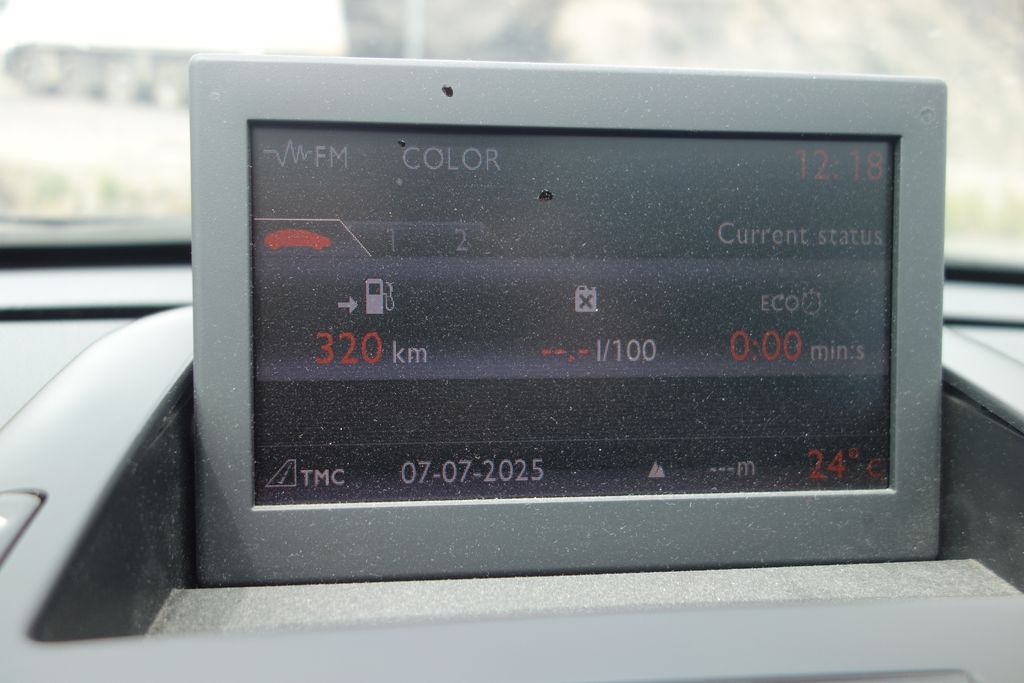 FM COLOR 12:18
1 2 Current status
ECO
320 km --.- l/100 0:00 min:s
TMC 07-07-2025 ---m 24°C